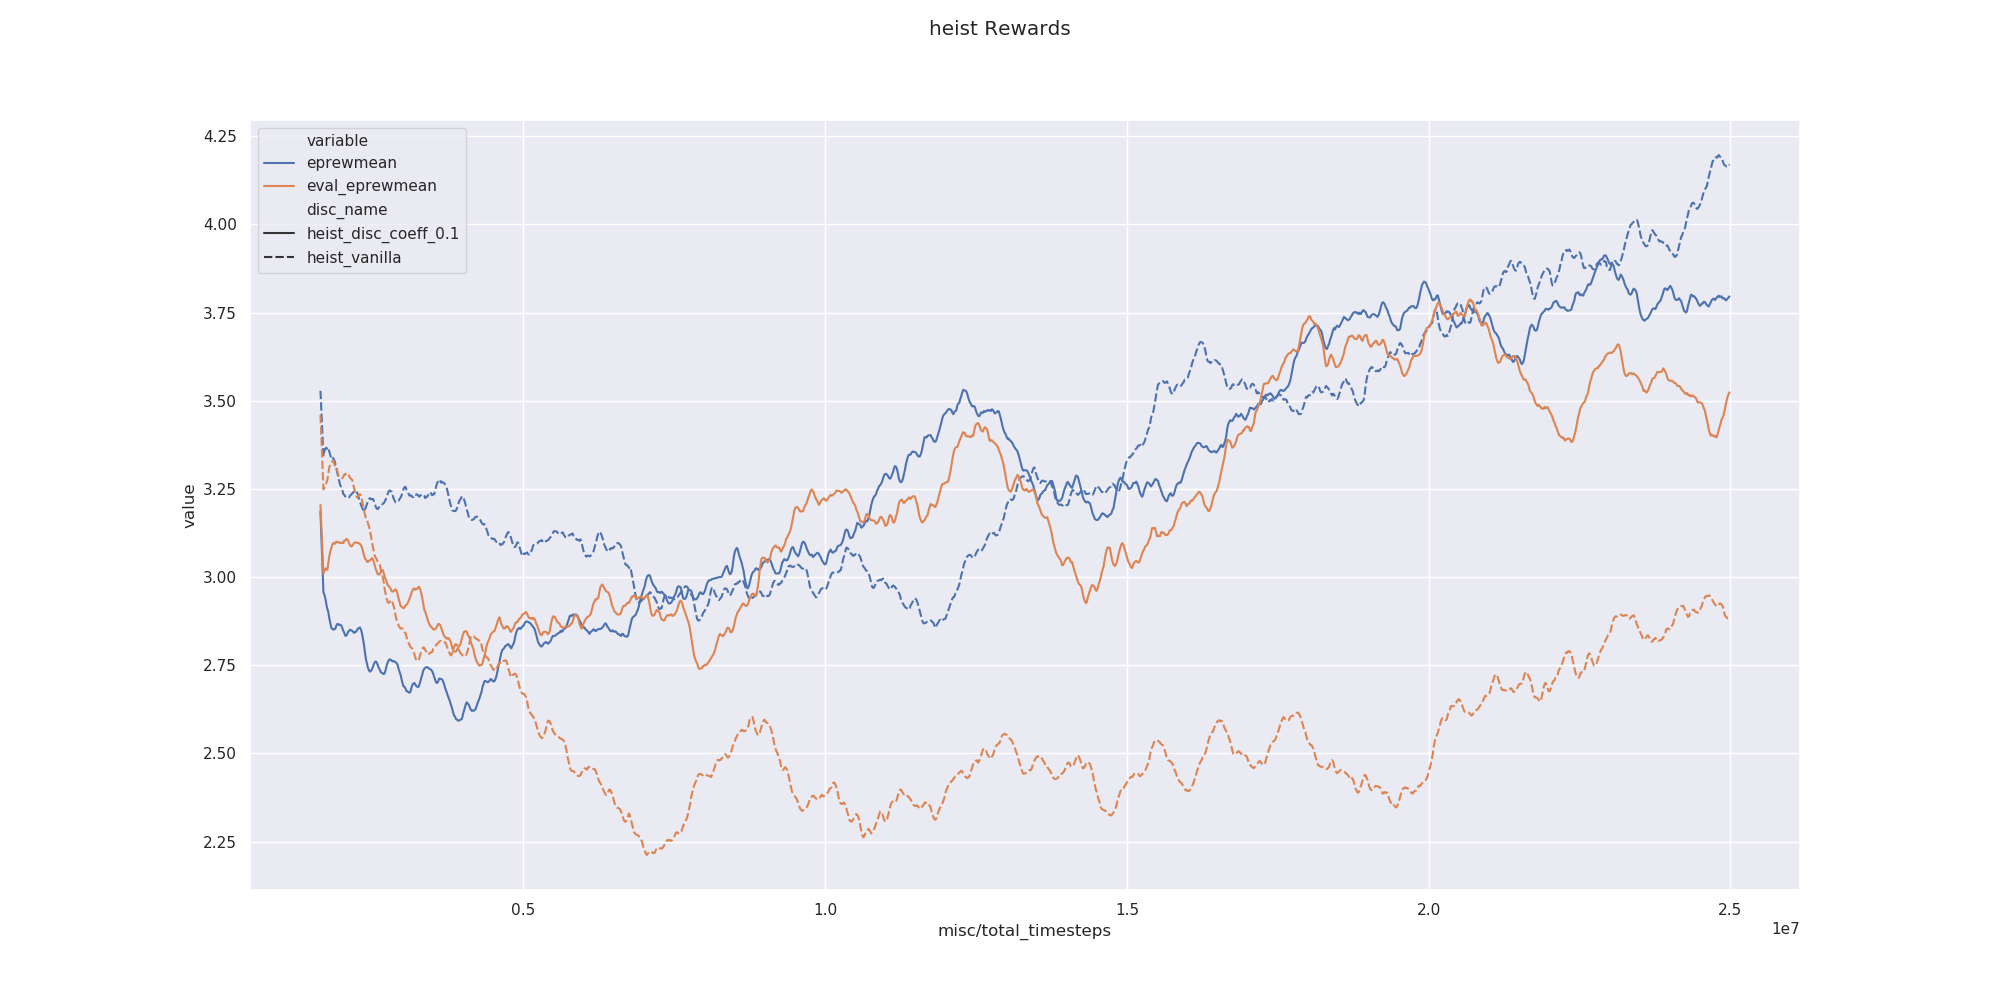 heist Rewards
4.25
4.00
3.75
3.50
3.25
3.00
2.75
2.50
2.25
value
variable
eprewmean
eval_eprewmean
disc_name
heist_disc_coeff_0.1
heist_vanilla
0.5 1.0 1.5 2.0 2.5
misc/total_timesteps
1e7